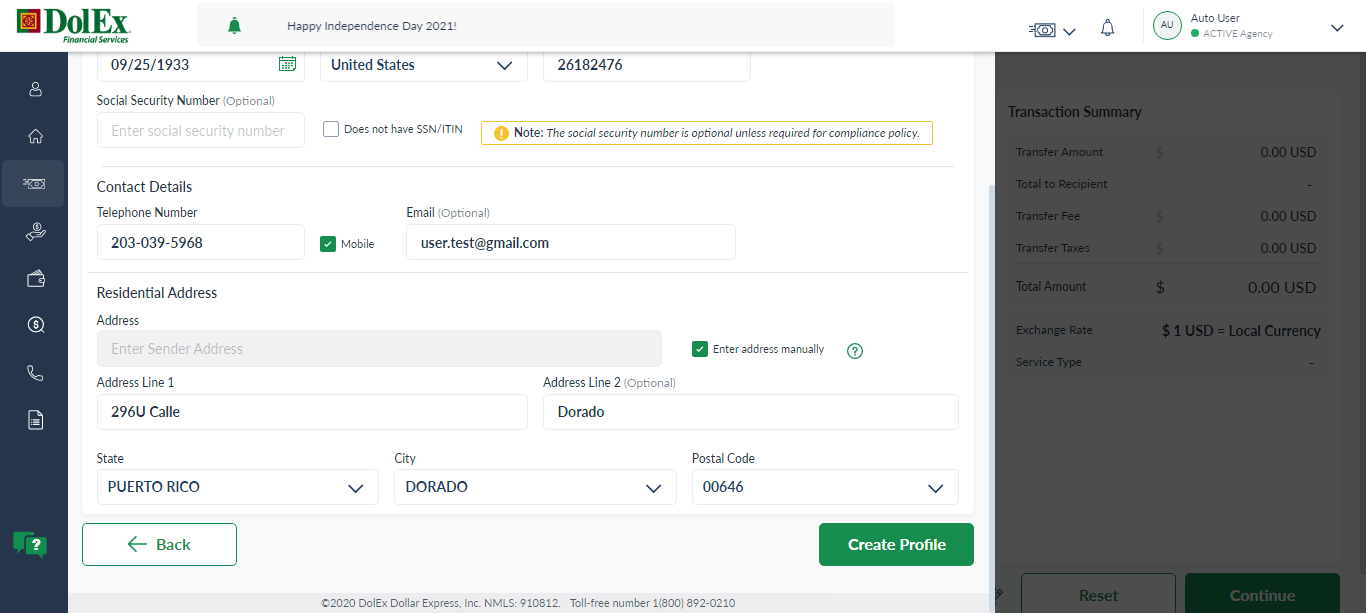 DolEx
Financial Services
Happy Independence Day 2021!
AU
Auto User
ACTIVE Agency
09/25/1933
United States
26182476
Social Security Number (Optional)
Enter social security number
Does not have SSN/ITIN
Note: The social security number is optional unless required for compliance policy.
Contact Details
Telephone Number
Email (Optional)
203-039-5968
Mobile
user.test@gmail.com
Residential Address
Address
Enter Sender Address
Enter address manually
?
Address Line 1
Address Line 2 (Optional)
296U Calle
Dorado
State
City
Postal Code
PUERTO RICO
DORADO
00646
Back
Create Profile
?
©2020 DolEx Dollar Express, Inc. NMLS: 910812. Toll-free number 1(800) 892-0210
Transaction Summary
Transfer Amount $ 0.00 USD
Total to Recipient -
Transfer Fee $ 0.00 USD
Transfer Taxes $ 0.00 USD
Total Amount $ 0.00 USD
Exchange Rate $ 1 USD = Local Currency
Service Type -
Reset
Continue